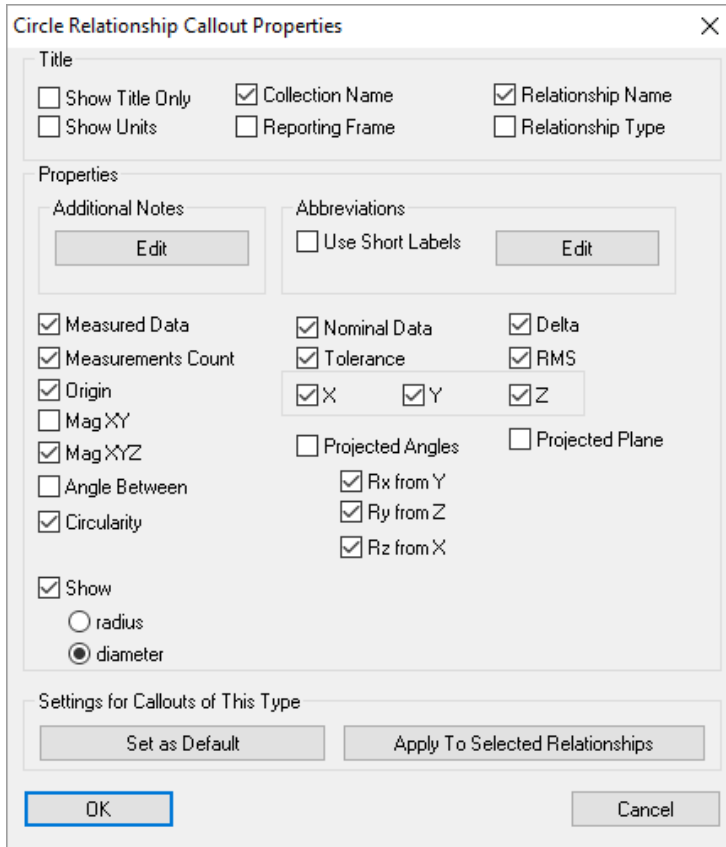 Circle Relationship Callout Properties
Title
Show Title Only Collection Name Relationship Name
Show Units Reporting Frame Relationship Type
Properties
Additional Notes Abbreviations
Edit Use Short Labels Edit
Measured Data Nominal Data Delta
Measurements Count Tolerance RMS
Origin X Y Z
Mag XY
Mag XYZ Projected Angles Projected Plane
Angle Between Rx from Y
Circularity Ry from Z
Rz from X
Show
radius
diameter
Settings for Callouts of This Type
Set as Default Apply To Selected Relationships
OK Cancel